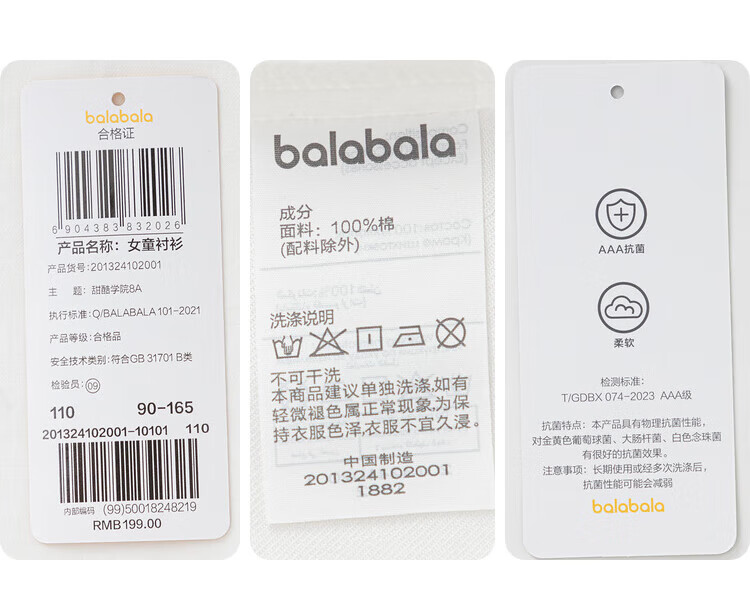 balabala
合格证
6 904383 832026
产品名称: 女童衬衫
产品货号: 201324102001
主 题: 甜酷学院8A
执行标准: Q/BALABALA 101-2021
产品等级: 合格品
安全技术类别: 符合GB 31701 B类
检验员: 09
110 90-165
201324102001-10101 110
内部编码 (99)50018248219
RMB199.00
balabala
成分
面料: 100%棉
(配料除外)
洗涤说明
不可干洗
本商品建议单独洗涤,如有
轻微褪色属正常现象,为保
持衣服色泽衣服不宜久浸。
中国制造
201324102001
1882
AAA抗菌
柔软
检测标准:
T/GDBX 074-2023 AAA级
抗菌特点: 本产品具有物理抗菌性能,
对金黄色葡萄球菌、大肠杆菌、白色念珠菌
有很好的抗菌效果。
注意事项: 长期使用或经多次洗涤后,
抗菌性能可能会减弱
balabala